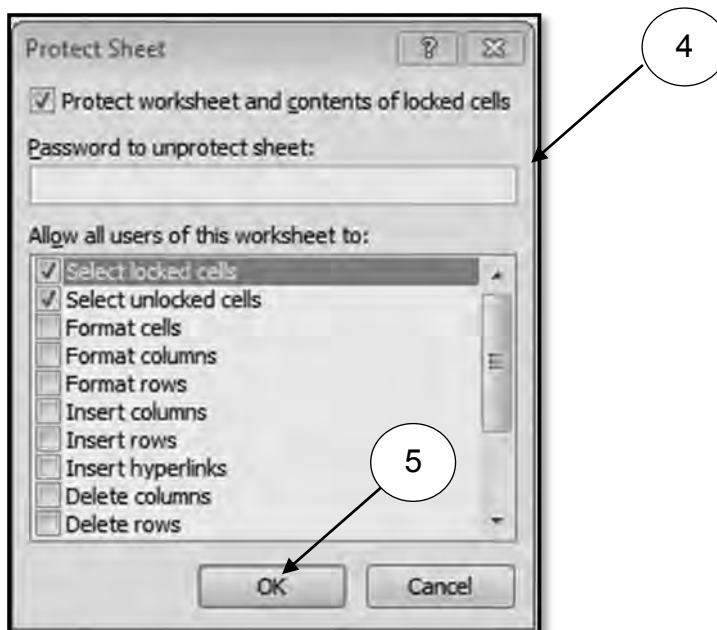 Protect Sheet
4
Protect worksheet and contents of locked cells
Password to unprotect sheet:
Allow all users of this worksheet to:
Select locked cells
Select unlocked cells
Format cells
Format columns
Format rows
Insert columns
Insert rows
Insert hyperlinks
Delete columns
Delete rows
5
OK Cancel